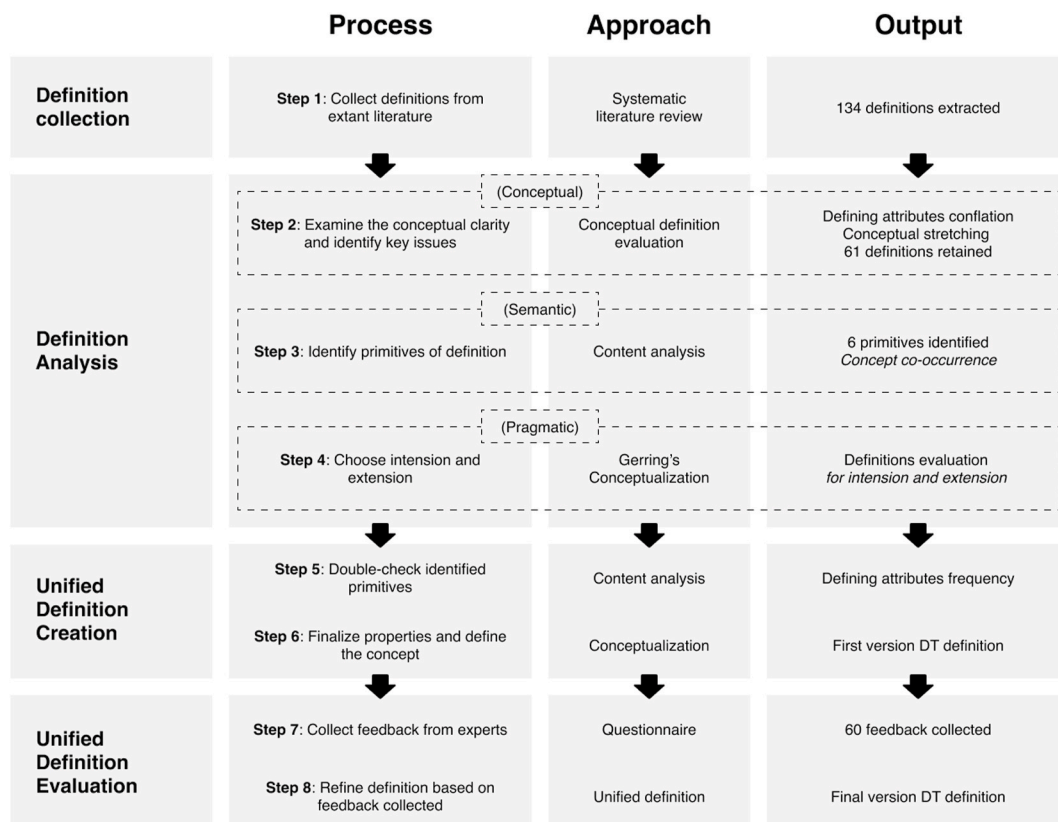 Process
Approach
Output
Definition
collection
Step 1: Collect definitions from
extant literature
Systematic
literature review
134 definitions extracted
Definition
Analysis
(Conceptual)
Step 2: Examine the conceptual clarity
and identify key issues
Conceptual definition
evaluation
Defining attributes conflation
Conceptual stretching
61 definitions retained
(Semantic)
Step 3: Identify primitives of definition
Content analysis
6 primitives identified
Concept co-occurrence
(Pragmatic)
Step 4: Choose intension and
extension
Gerring's
Conceptualization
Definitions evaluation
for intension and extension
Unified
Definition
Creation
Step 5: Double-check identified
primitives
Content analysis
Defining attributes frequency
Step 6: Finalize properties and define
the concept
Conceptualization
First version DT definition
Unified
Definition
Evaluation
Step 7: Collect feedback from experts
Questionnaire
60 feedback collected
Step 8: Refine definition based on
feedback collected
Unified definition
Final version DT definition